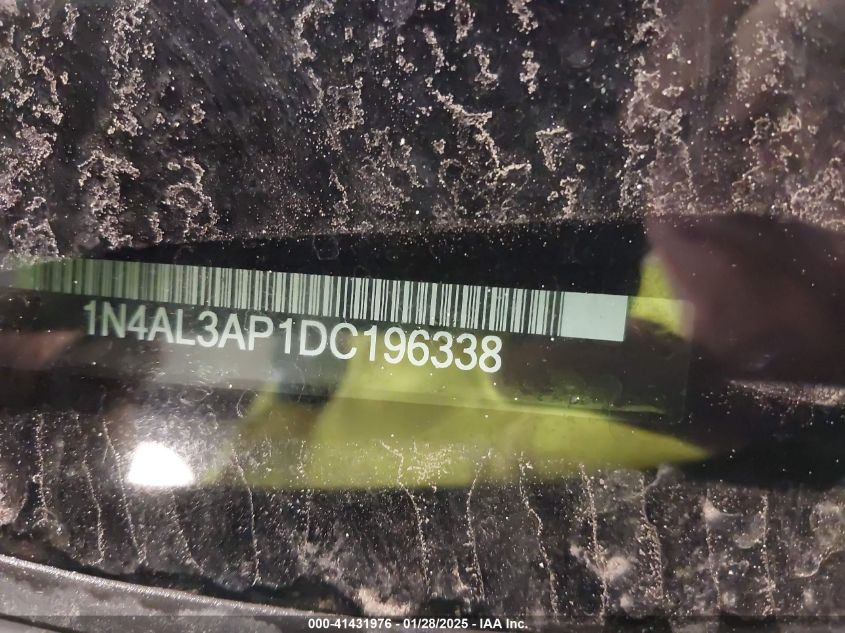 1N4AL3AP1DC196338
000-41431976 - 01/28/2025 - IAA Inc.